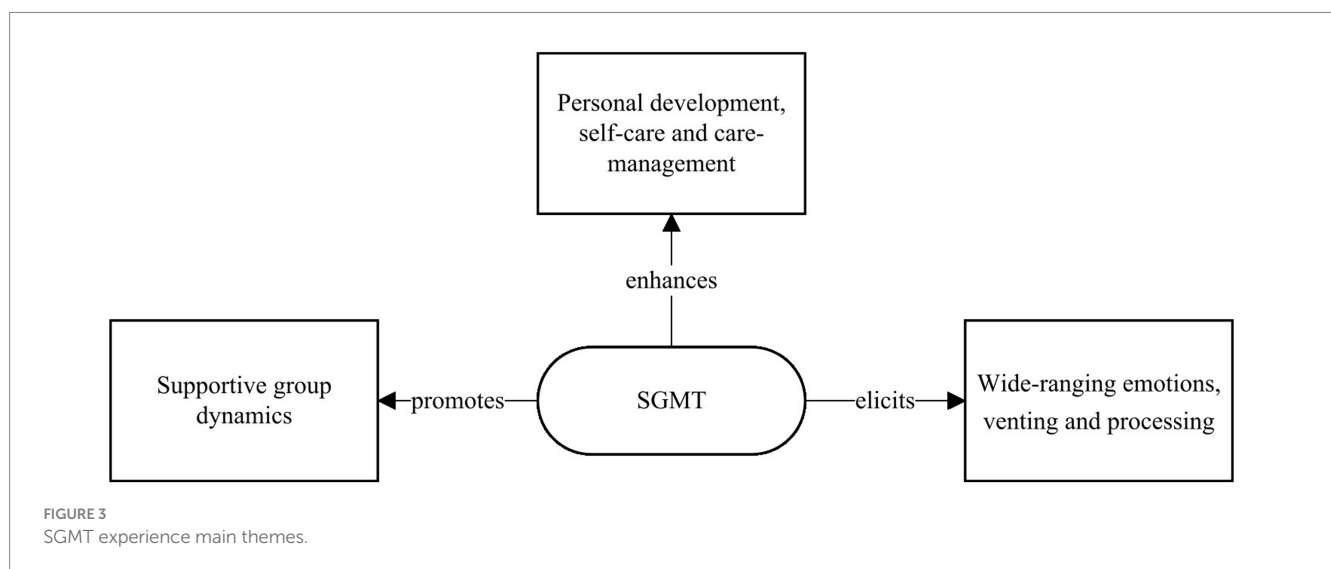 Personal development,
self-care and care-
management
enhances
Supportive group
dynamics
promotes
SGMT
elicits
Wide-ranging emotions,
venting and processing
FIGURE 3
SGMT experience main themes.